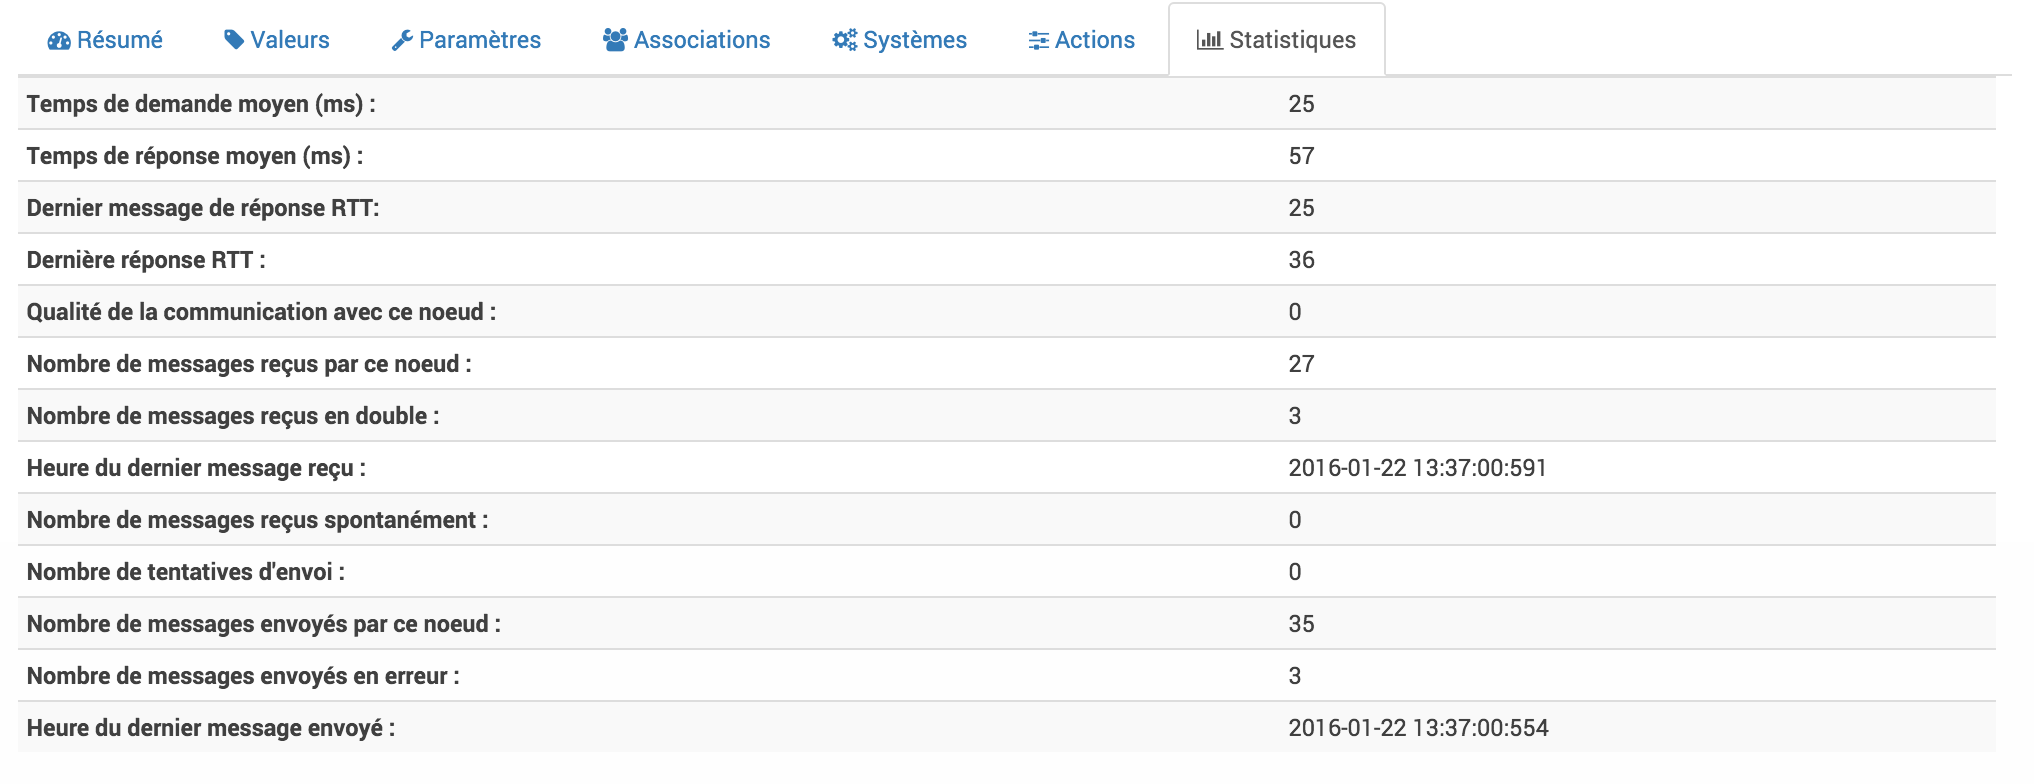 Résumé Valeurs Paramètres Associations Systèmes Actions Statistiques
Temps de demande moyen (ms) : 25
Temps de réponse moyen (ms) : 57
Dernier message de réponse RTT: 25
Dernière réponse RTT : 36
Qualité de la communication avec ce noeud : 0
Nombre de messages reçus par ce noeud : 27
Nombre de messages reçus en double : 3
Heure du dernier message reçu : 2016-01-22 13:37:00:591
Nombre de messages reçus spontanément : 0
Nombre de tentatives d'envoi : 0
Nombre de messages envoyés par ce noeud : 35
Nombre de messages envoyés en erreur : 3
Heure du dernier message envoyé : 2016-01-22 13:37:00:554